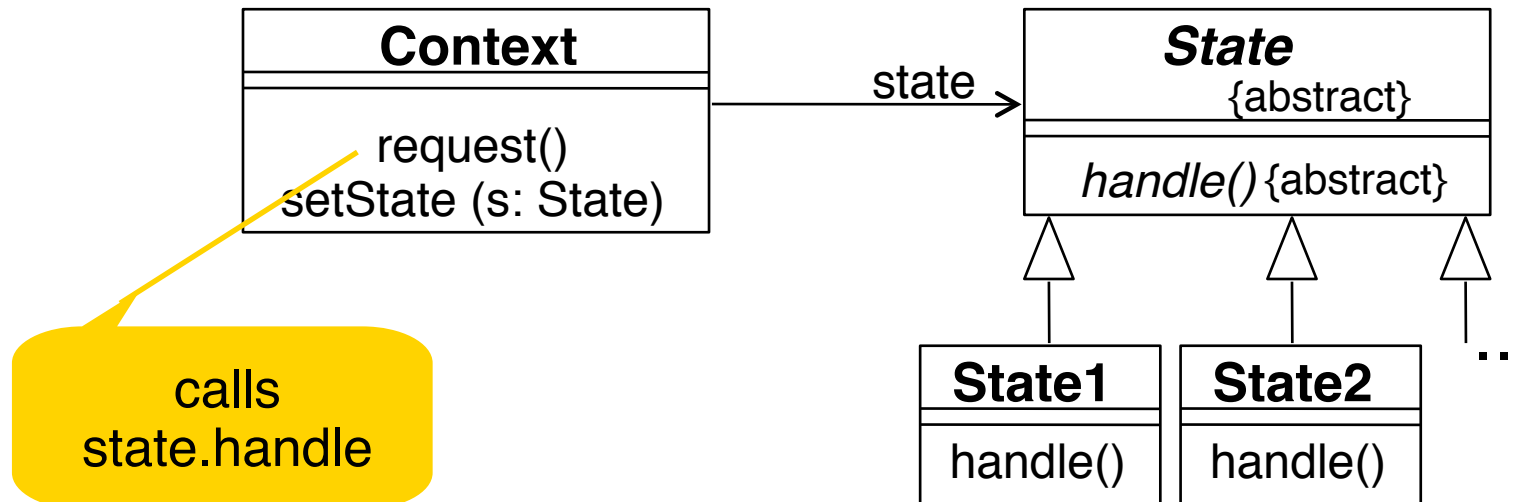 Context
request()
setState (s: State)
state
State
{abstract}
handle() {abstract}
State1
handle()
State2
handle()
..
calls
state.handle